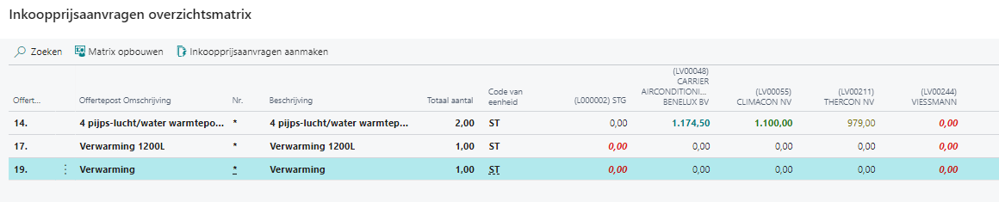 Inkoopprijsaanvragen overzichtsmatrix
Zoeken Matrix opbouwen Inkoopprijsaanvragen aanmaken
Offert... Offertepost Omschrijving Nr. Beschrijving Totaal aantal Code van eenheid (L000002) STG (LV00048) CARRIER AIRCONDITIONI... BENELUX BV (LV00055) CLIMACON NV (LV00211) THERCON NV (LV00244) VIESSMANN
14. 4 pijps-lucht/water warmtepo... * 4 pijps-lucht/water warmtep... 2,00 ST 0,00 1.174,50 1.100,00 979,00 0,00
17. Verwarming 1200L * Verwarming 1200L 1,00 ST 0,00 0,00 0,00 0,00 0,00
19. Verwarming * Verwarming 1,00 ST 0,00 0,00 0,00 0,00 0,00